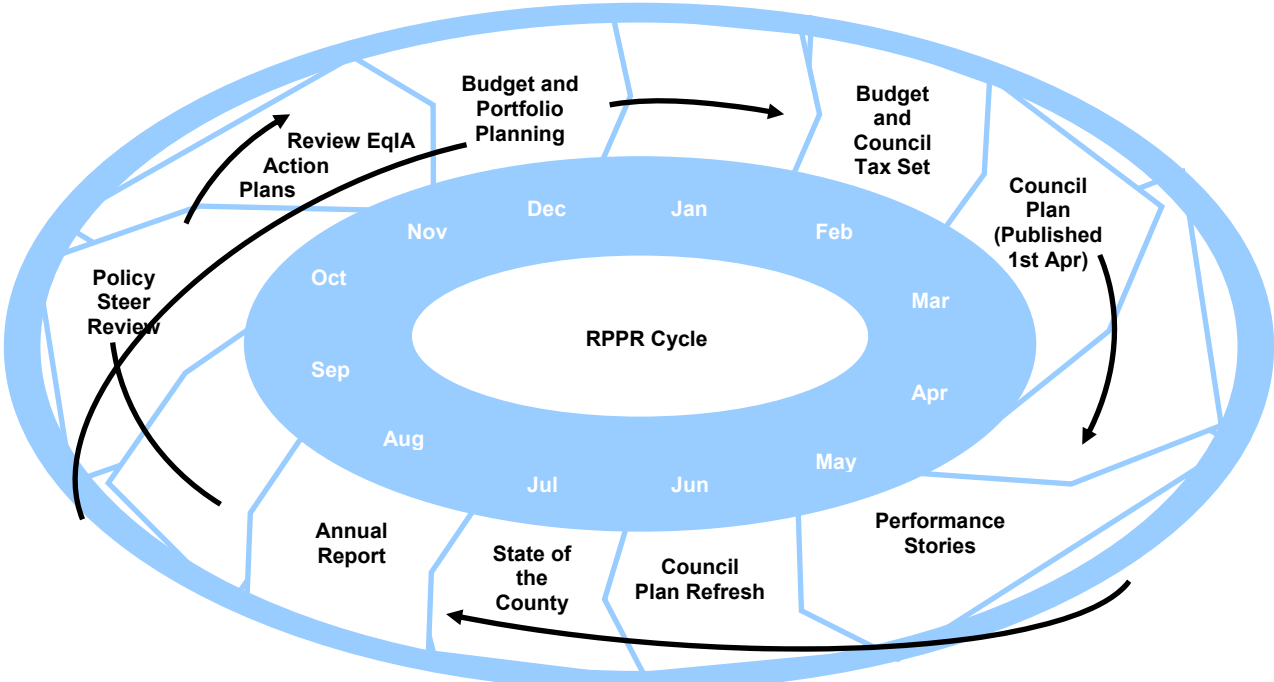 Budget and
Portfolio
Planning
Budget
and
Council
Tax Set
Council
Plan
(Published
1st Apr)
Performance
Stories
Council
Plan Refresh
State of
the
County
Annual
Report
Policy
Steer
Review
Review EqIA
Action
Plans
Jan
Feb
Mar
Apr
May
Jun
Jul
Aug
Sep
Oct
Nov
Dec
RPPR Cycle